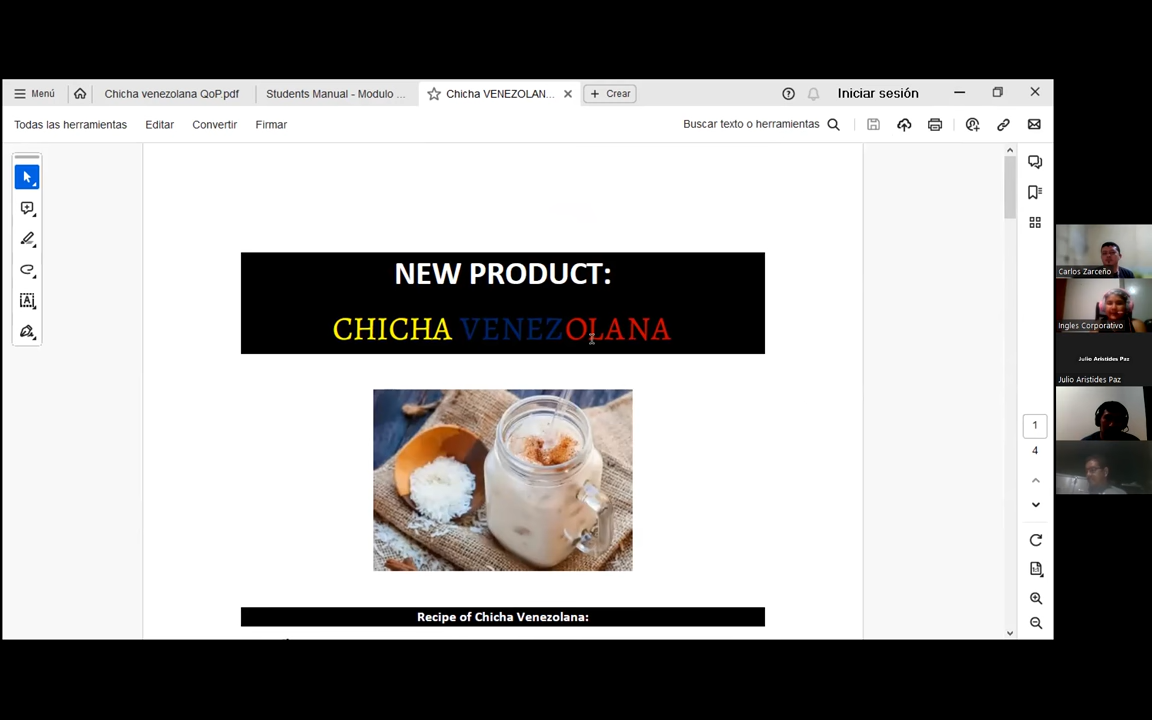 Menú
Chicha venezolana QoP.pdf
Students Manual - Modulo ...
Chicha VENEZOLAN...
Crear
Iniciar sesión
Todas las herramientas
Editar
Convertir
Firmar
Buscar texto o herramientas
NEW PRODUCT:
CHICHA VENEZOLANA
Recipe of Chicha Venezolana:
1
4
Carlos Zarceño
Ingles Corporativo
Julio Aristides Paz
Julio Aristides Paz